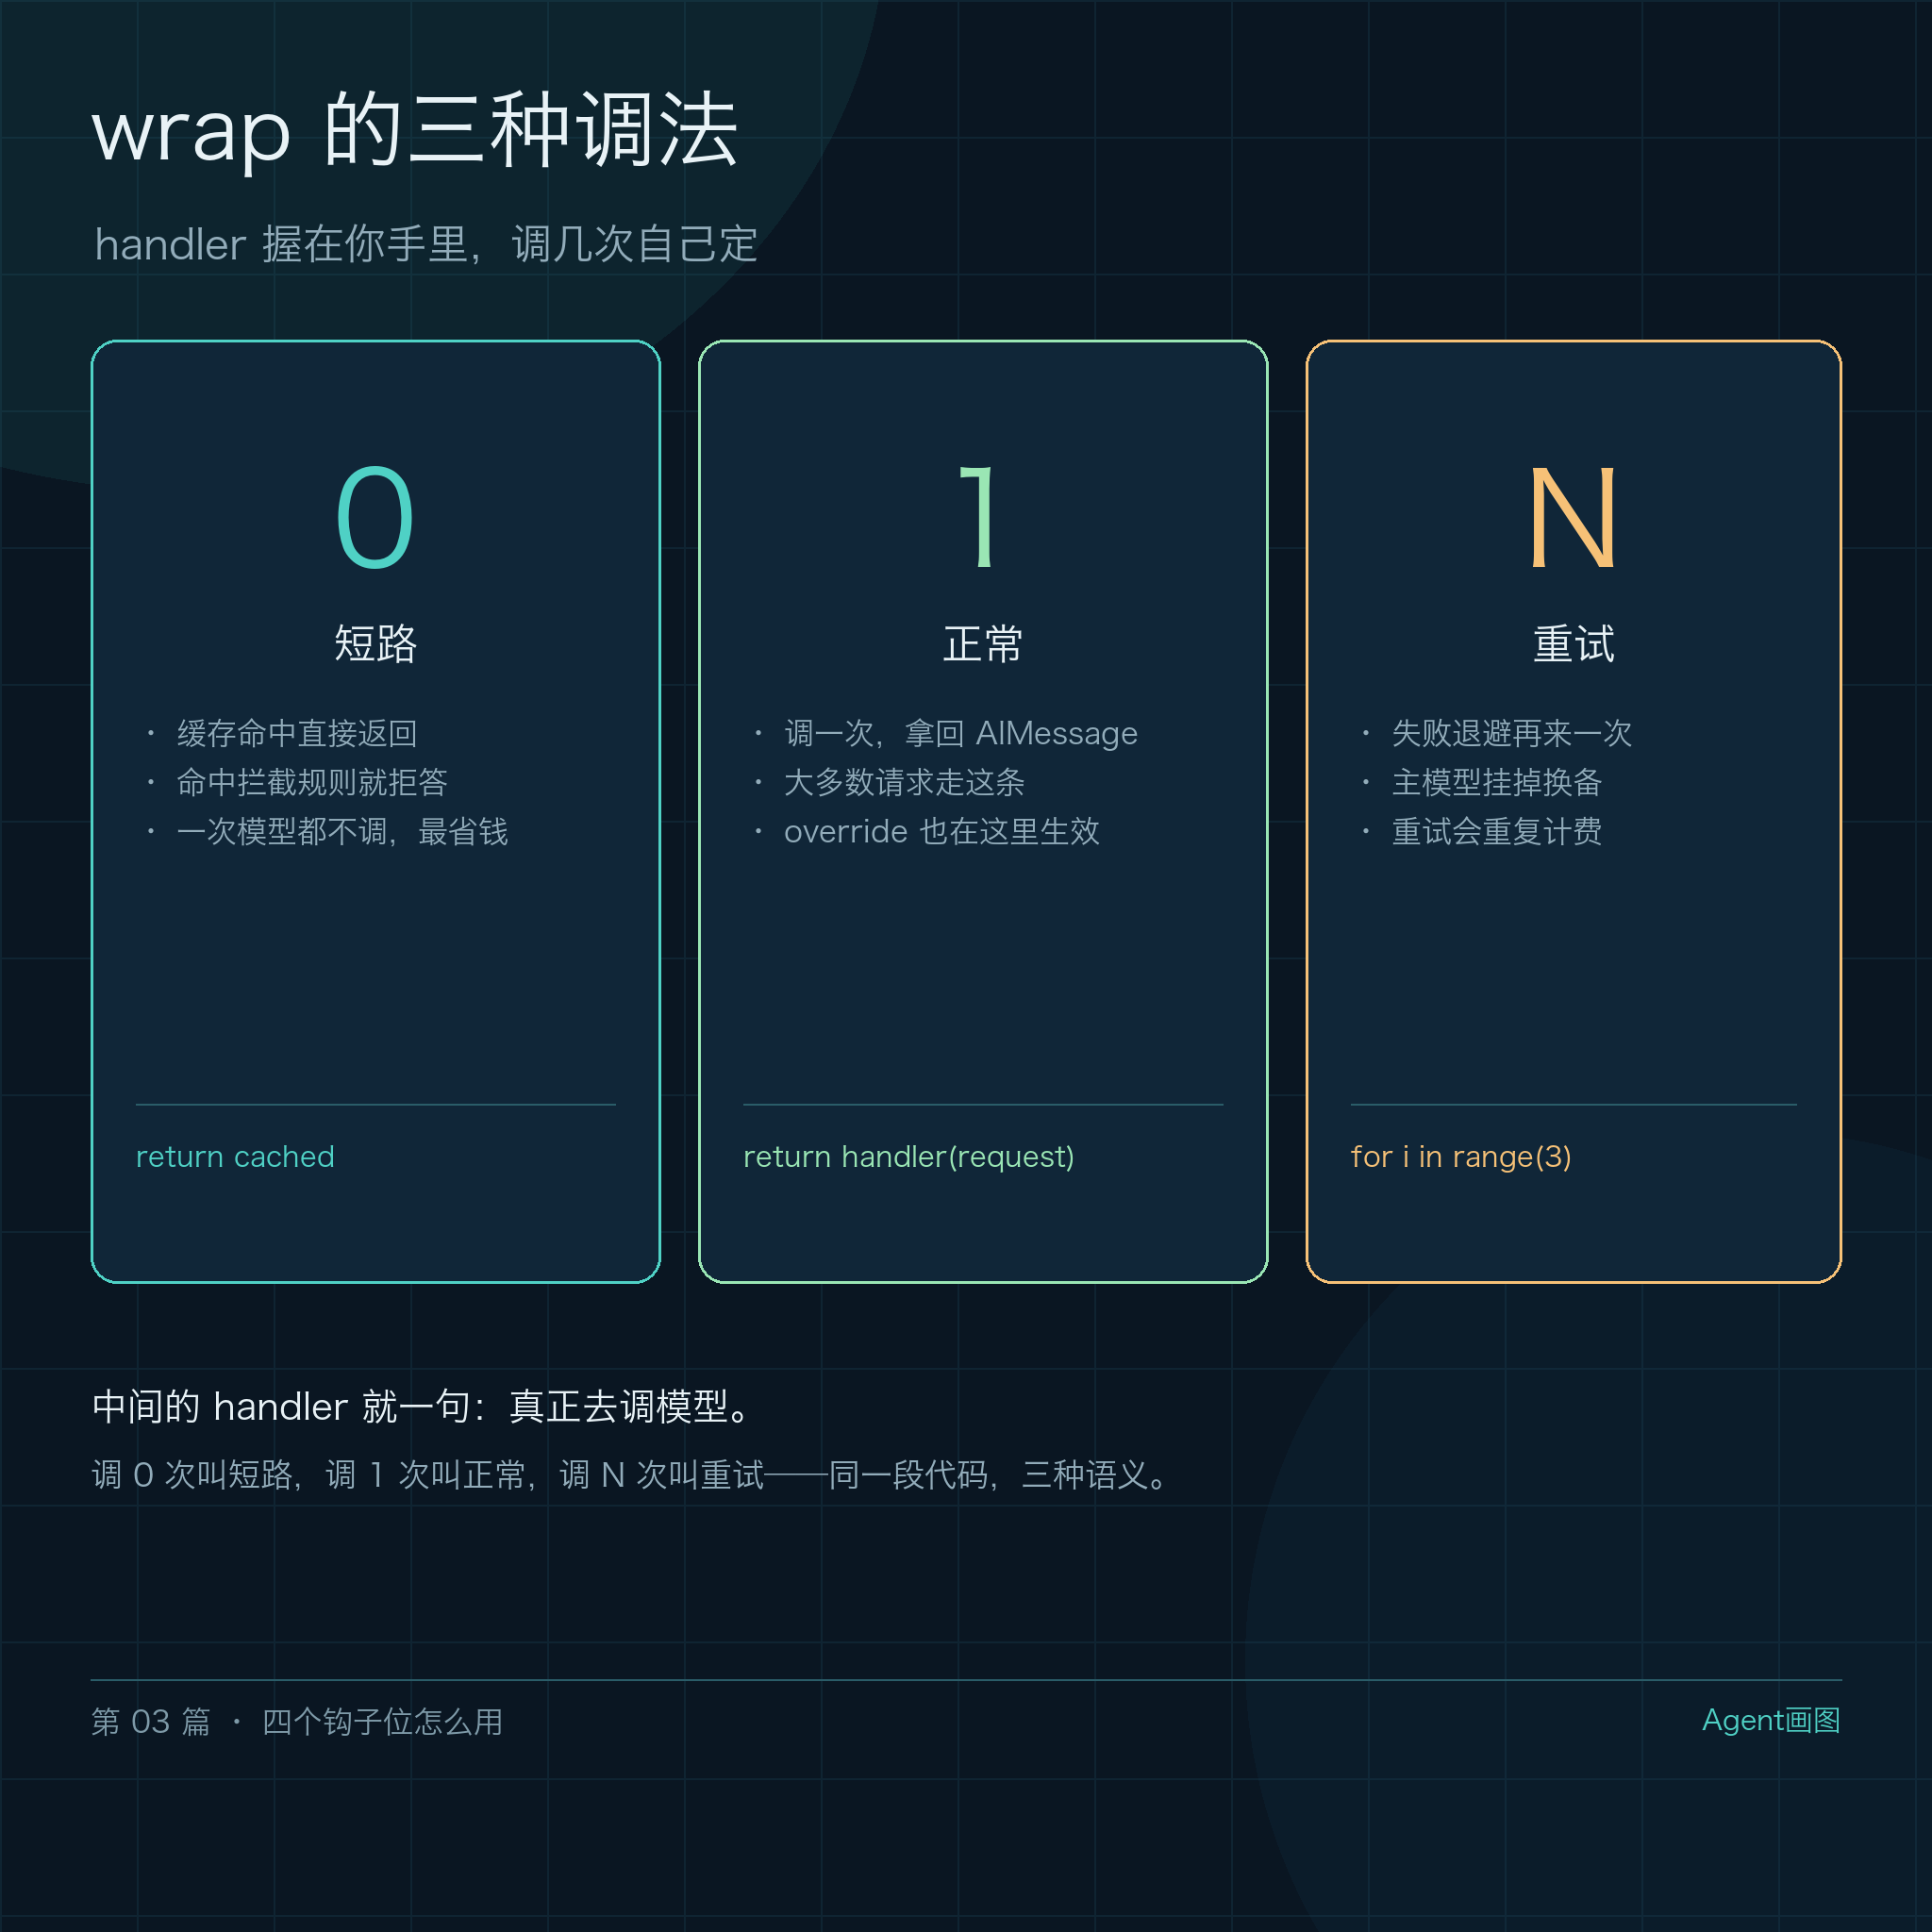 wrap 的三种调法
handler 握在你手里，调几次自己定
0
短路
· 缓存命中直接返回
· 命中拦截规则就拒答
· 一次模型都不调，最省钱
return cached
1
正常
· 调一次，拿回 AIMessage
· 大多数请求走这条
· override 也在这里生效
return handler(request)
N
重试
· 失败退避再来一次
· 主模型挂掉换备
· 重试会重复计费
for i in range(3)
中间的 handler 就一句：真正去调模型。
调 0 次叫短路，调 1 次叫正常，调 N 次叫重试——同一段代码，三种语义。
第 03 篇 · 四个钩子位怎么用
Agent画图